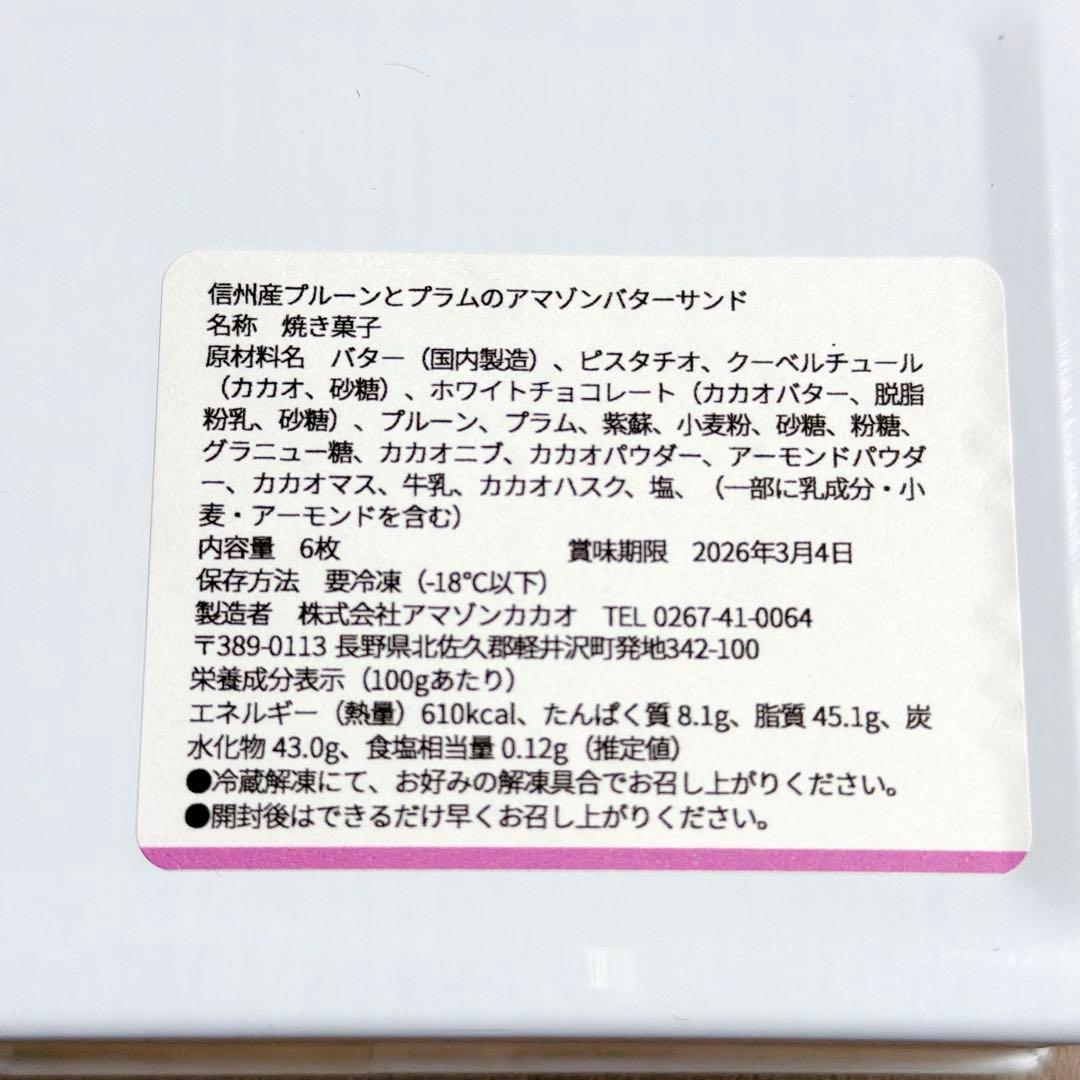 信州産プルーンとプラムのアマゾンバターサンド
名称　焼き菓子
原材料名　バター（国内製造）、ピスタチオ、クーベルチュール
（カカオ、砂糖）、ホワイトチョコレート（カカオバター、脱脂
粉乳、砂糖）、プルーン、プラム、紫蘇、小麦粉、砂糖、粉糖、
グラニュー糖、カカオニブ、カカオパウダー、アーモンドパウダ
ー、カカオマス、牛乳、カカオハスク、塩、（一部に乳成分・小
麦・アーモンドを含む）
内容量　6枚　賞味期限　2026年3月4日
保存方法　要冷凍（-18℃以下）
製造者　株式会社アマゾンカカオ　TEL 0267-41-0064
〒389-0113 長野県北佐久郡軽井沢町発地342-100
栄養成分表示（100gあたり）
エネルギー（熱量）610kcal、たんぱく質 8.1g、脂質 45.1g、炭
水化物 43.0g、食塩相当量 0.12g（推定値）
●冷蔵解凍にて、お好みの解凍具合でお召し上がりください。
●開封後はできるだけ早くお召し上がりください。